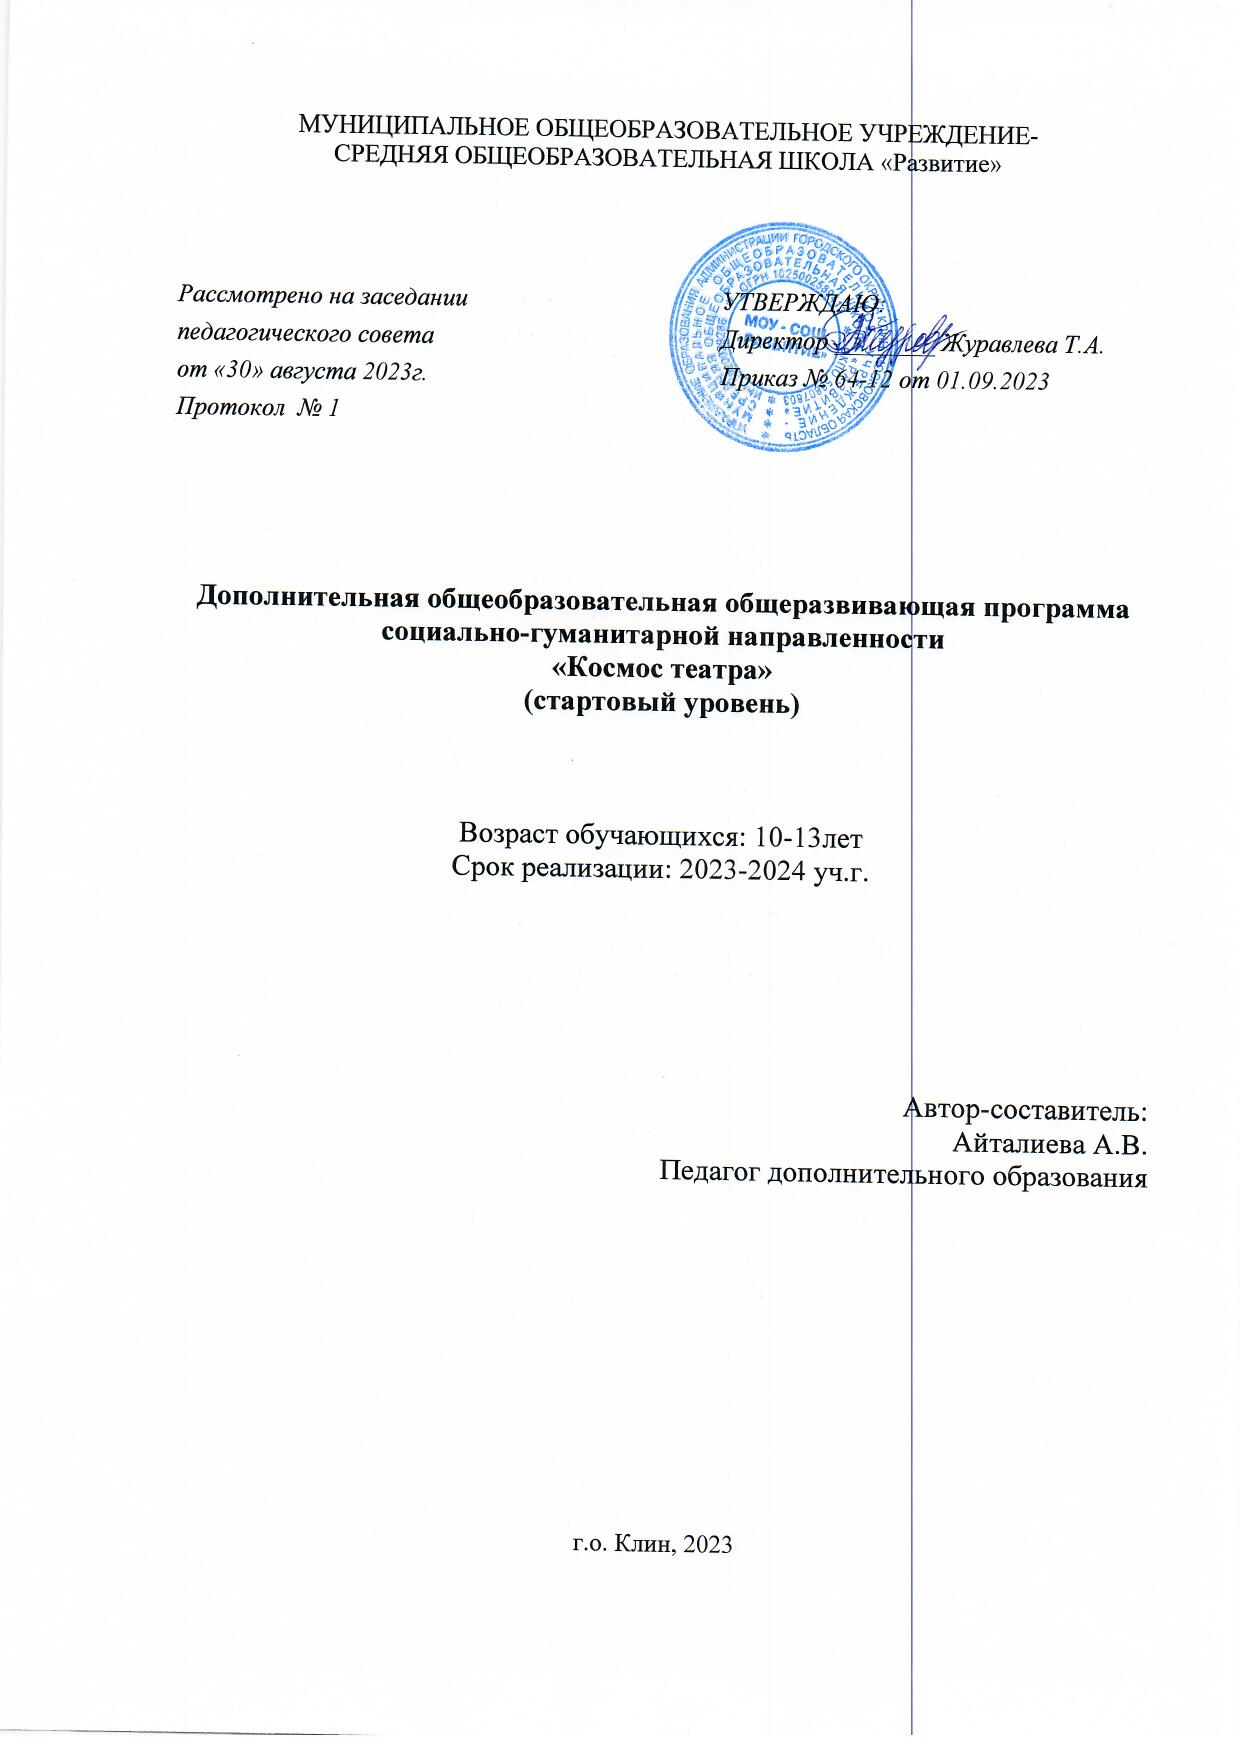 МУНИЦИПАЛЬНОЕ ОБЩЕОБРАЗОВАТЕЛЬНОЕ УЧРЕЖДЕНИЕ-
СРЕДНЯЯ ОБЩЕОБРАЗОВАТЕЛЬНАЯ ШКОЛА «Развитие»
Рассмотрено на заседании
педагогического совета
от «30» августа 2023г.
Протокол № 1
УТВЕРЖДАЮ:
Директор Журавлева Т.А.
Приказ № 64-12 от 01.09.2023
МОУ - СОШ
Дополнительная общеобразовательная общеразвивающая программа
социально-гуманитарной направленности
«Космос театра»
(стартовый уровень)
Возраст обучающихся: 10-13лет
Срок реализации: 2023-2024 уч.г.
Автор-составитель:
Айталиева А.В.
Педагог дополнительного образования
г.о. Клин, 2023